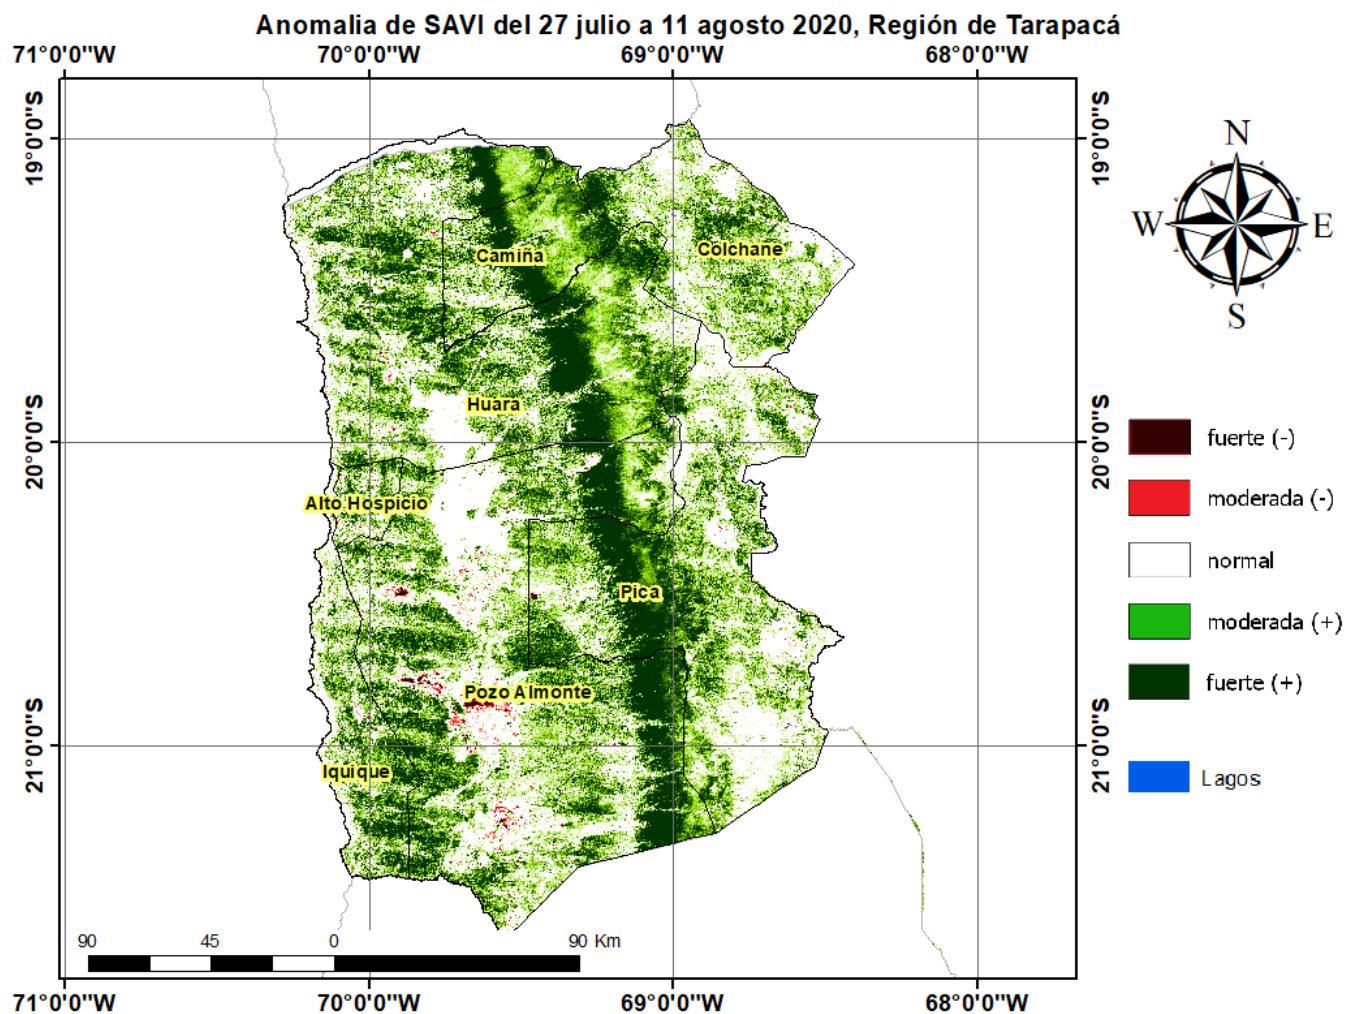 Anomalia de SAVI del 27 julio a 11 agosto 2020, Región de Tarapacá
71°0'0"W 70°0'0"W 69°0'0"W 68°0'0"W
19°0'0"S 19°0'0"S
N
W E
S
Camiña
Colchane
Huara
20°0'0"S 20°0'0"S
fuerte (-)
moderada (-)
Alto Hospicio
normal
Pica
moderada (+)
fuerte (+)
Pozo Almonte
21°0'0"S 21°0'0"S
Iquique
Lagos
90 45 0 90 Km
71°0'0"W 70°0'0"W 69°0'0"W 68°0'0"W